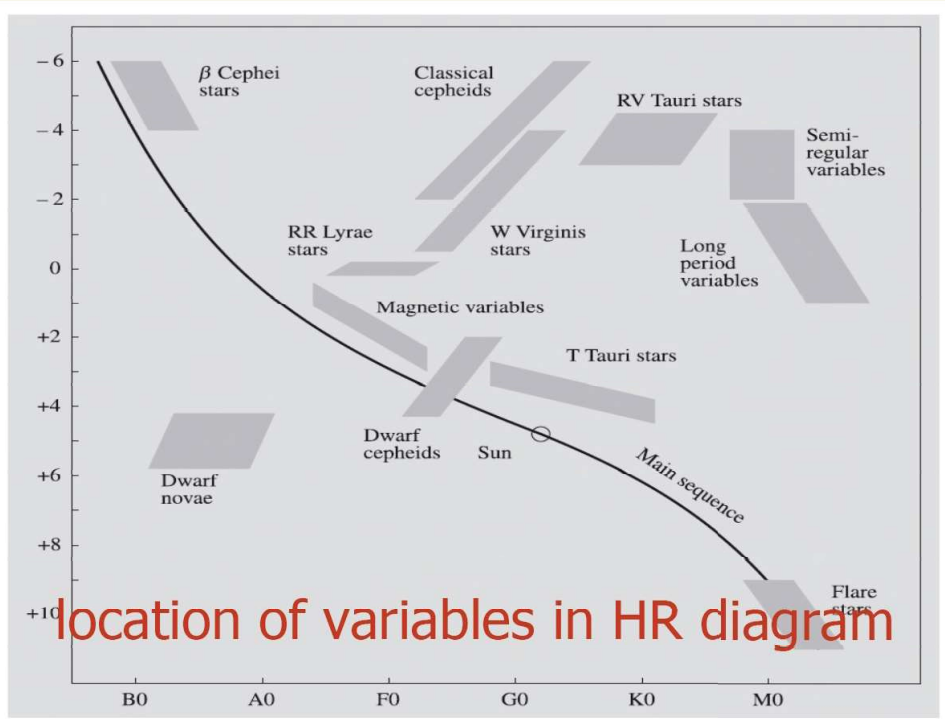 −6
−4
−2
0
+2
+4
+6
+8
+10
β Cephei
stars
Classical
cepheids
RV Tauri stars
Semi-
regular
variables
RR Lyrae
stars
W Virginis
stars
Long
period
variables
Magnetic variables
T Tauri stars
Dwarf
cepheids
Sun
Main sequence
Dwarf
novae
Flare
stars
location of variables in HR diagram
B0
A0
F0
G0
K0
M0